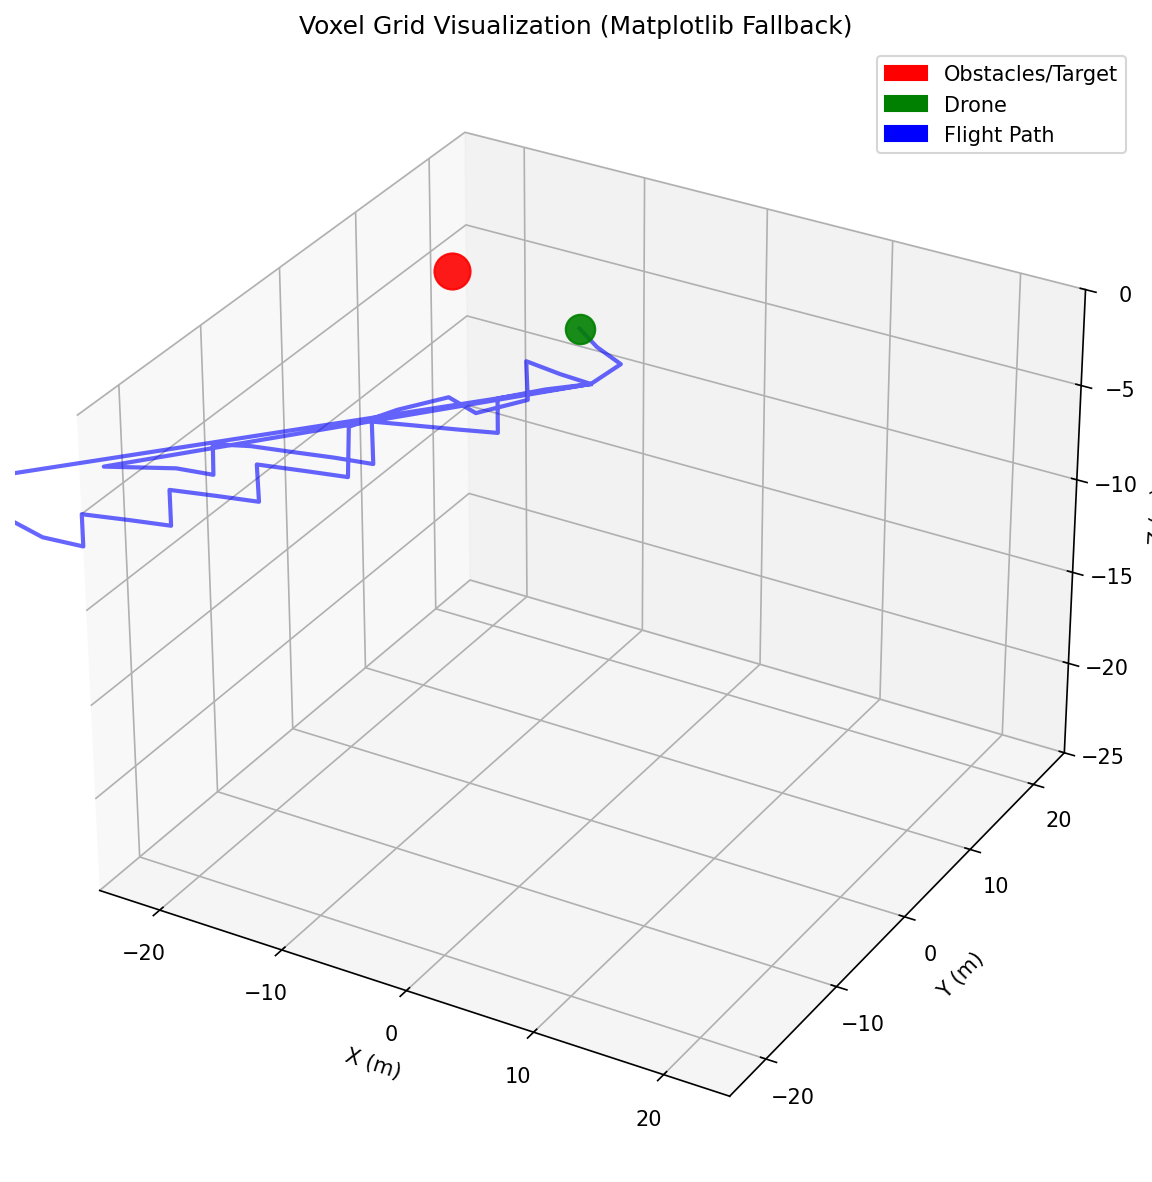 Voxel Grid Visualization (Matplotlib Fallback)
Obstacles/Target
Drone
Flight Path
0
−5
−10
−15
−20
−25
20
10
0
−10
−20
Y (m)
−20
−10
0
10
20
X (m)